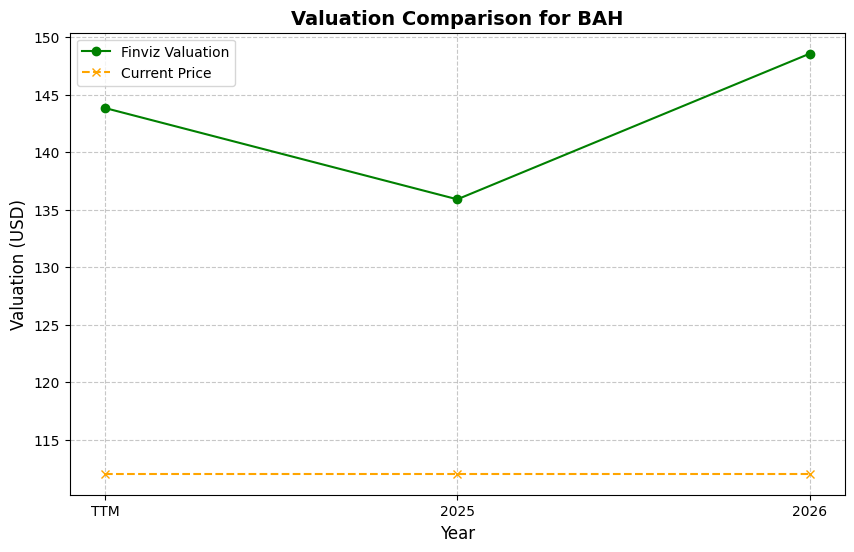 Valuation Comparison for BAH
Finviz Valuation
Current Price
150
145
140
135
130
125
120
115
Valuation (USD)
TTM
2025
2026
Year